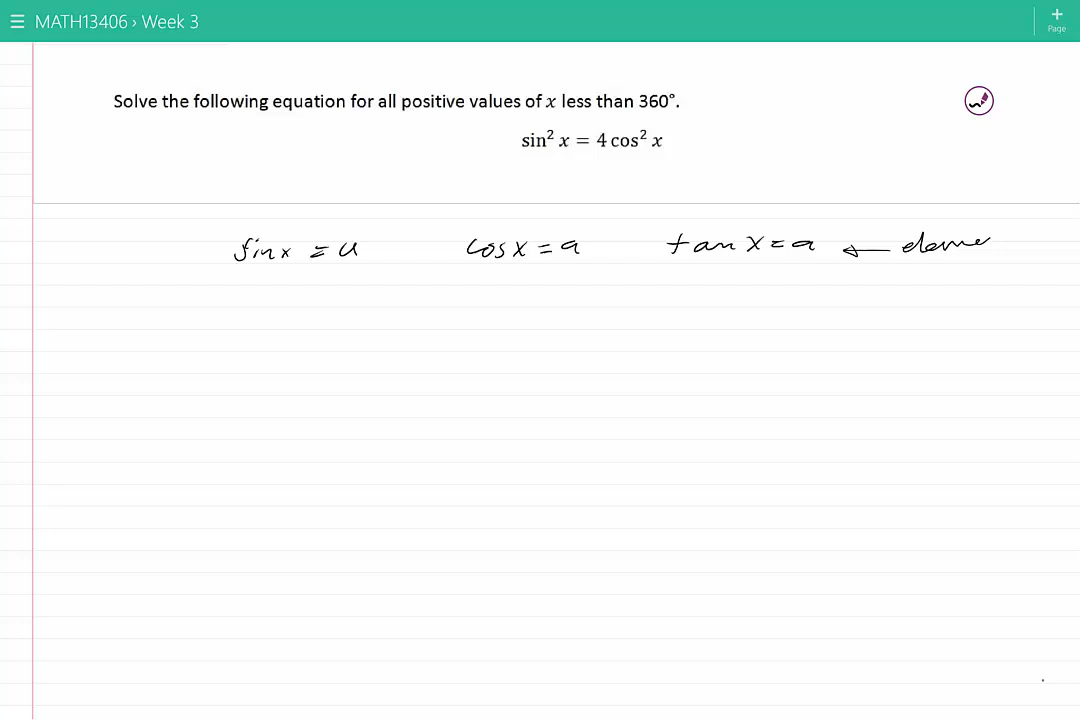 ☰ MATH13406 › Week 3
+ Page
Solve the following equation for all positive values of x less than 360°.
sin² x = 4 cos² x
sin x = a cos x = a tan x = a ←